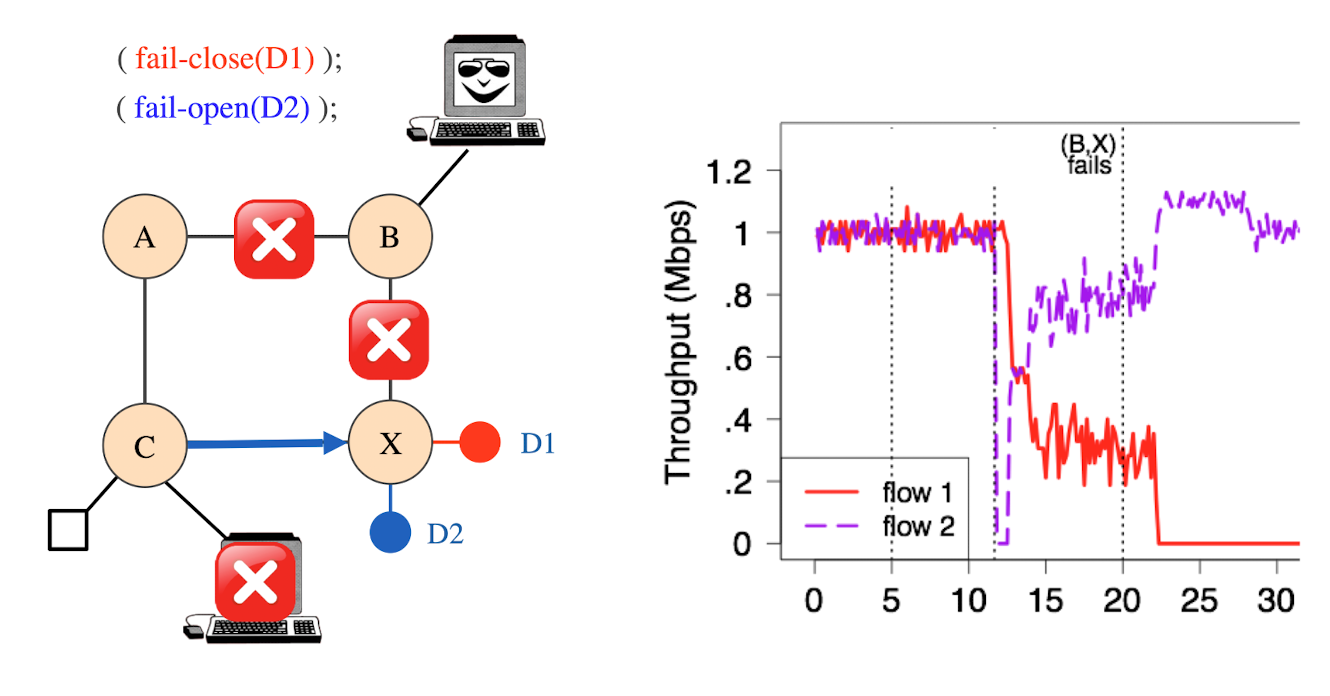 ( fail-close(D1) );
( fail-open(D2) );
A
B
C
X
D1
D2
(B,X)
fails
Throughput (Mbps)
1.2
1
.8
.6
.4
.2
0
flow 1
flow 2
0 5 10 15 20 25 30